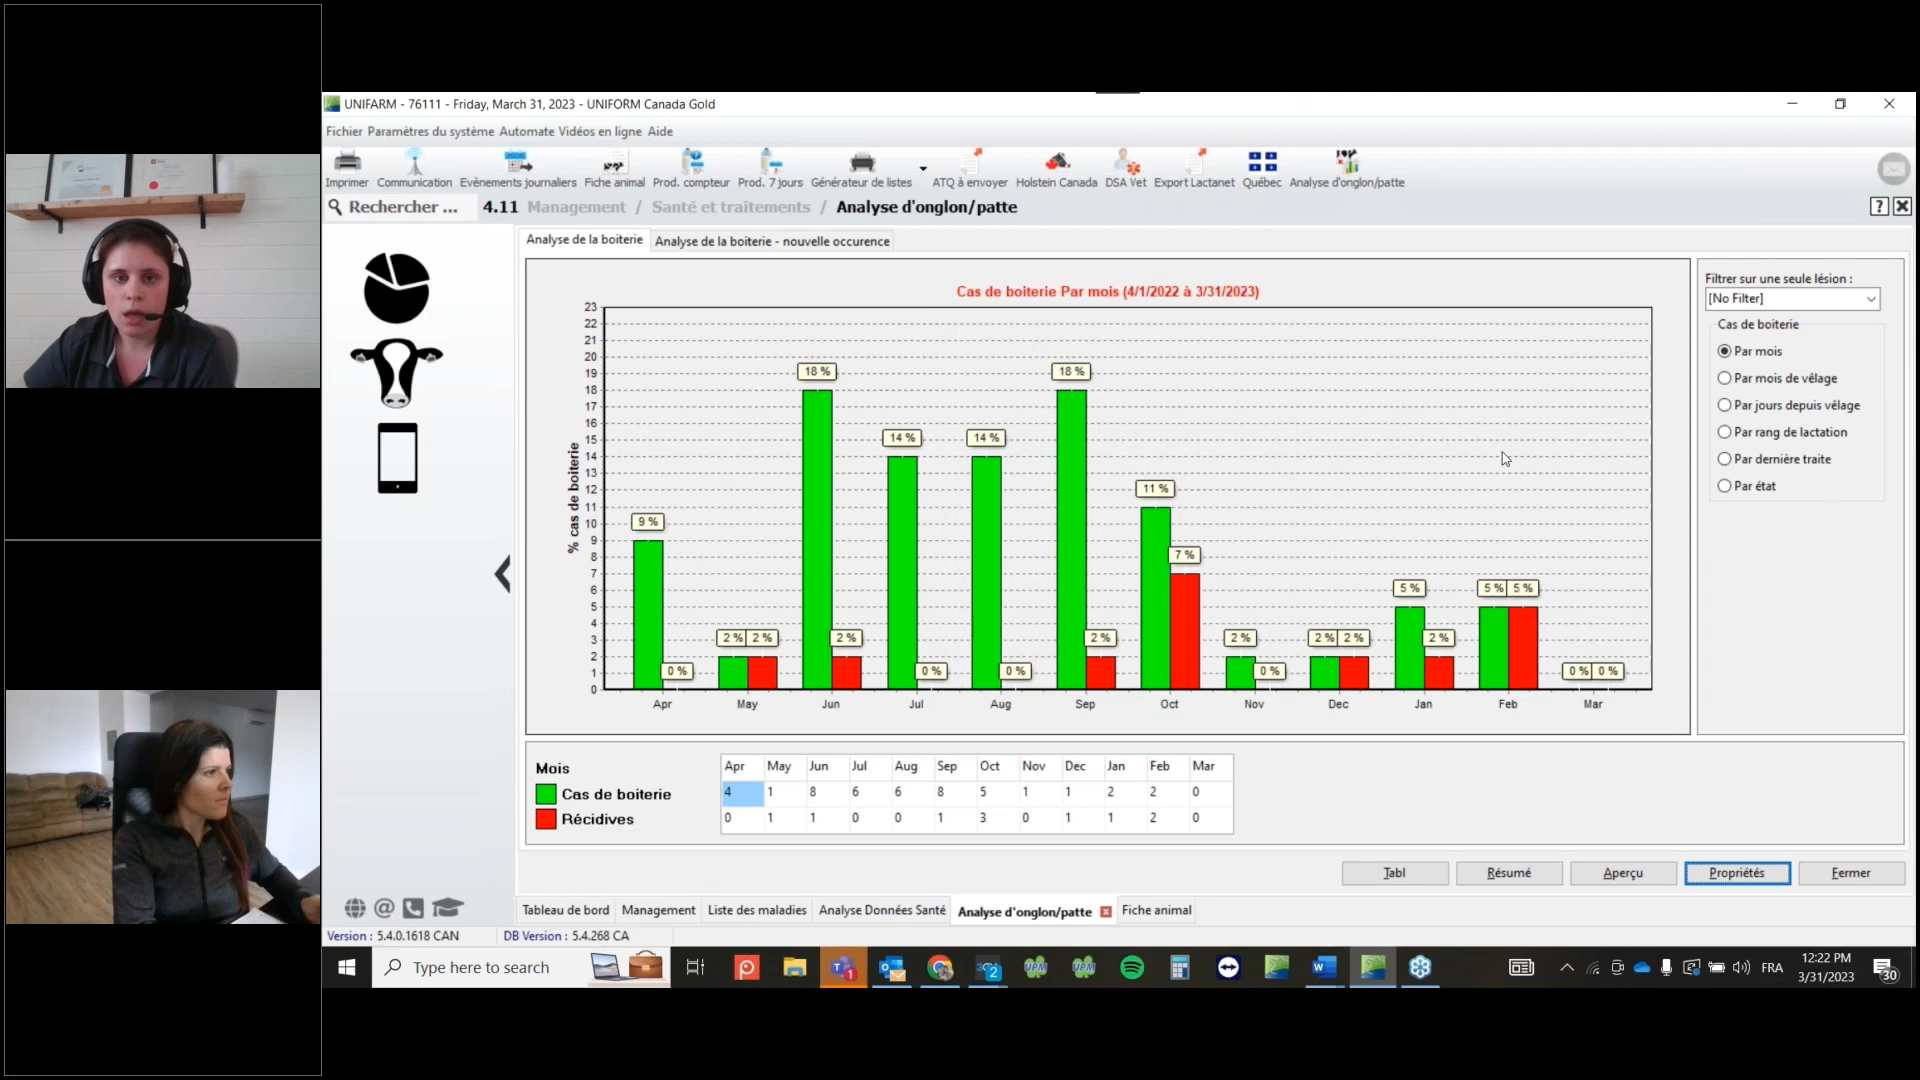 UNIFARM - 76111 - Friday, March 31, 2023 - UNIFORM Canada Gold
Fichier Paramètres du système Automate Vidéos en ligne Aide
Imprimer Communication Evènements journaliers Fiche animal Prod. compteur Prod. 7 jours Générateur de listes ATQ à envoyer Holstein Canada DSA Vet Export Lactanet Québec Analyse d'onglon/patte
Rechercher ... 4.11 Management / Santé et traitements / Analyse d'onglon/patte
Analyse de la boiterie Analyse de la boiterie - nouvelle occurence
Cas de boiterie Par mois (4/1/2022 à 3/31/2023)
% cas de boiterie
23
22
21
20
19
18
17
16
15
14
13
12
11
10
9
8
7
6
5
4
3
2
1
0
9 % 0 % 2 % 2 % 18 % 2 % 14 % 0 % 14 % 0 % 18 % 2 % 11 % 7 % 2 % 0 % 2 % 2 % 5 % 2 % 5 % 5 % 0 % 0 %
Apr May Jun Jul Aug Sep Oct Nov Dec Jan Feb Mar
Filtrer sur une seule lésion :
[No Filter]
Cas de boiterie
Par mois
Par mois de vêlage
Par jours depuis vêlage
Par rang de lactation
Par dernière traite
Par état
Mois Apr May Jun Jul Aug Sep Oct Nov Dec Jan Feb Mar
Cas de boiterie 4 1 8 6 6 8 5 1 1 2 2 0
Récidives 0 1 1 0 0 1 3 0 1 1 2 0
Tabl Résumé Aperçu Propriétés Fermer
Tableau de bord Management Liste des maladies Analyse Données Santé Analyse d'onglon/patte Fiche animal
Version : 5.4.0.1618 CAN DB Version : 5.4.268 CA
Type here to search
FRA
12:22 PM
3/31/2023
30